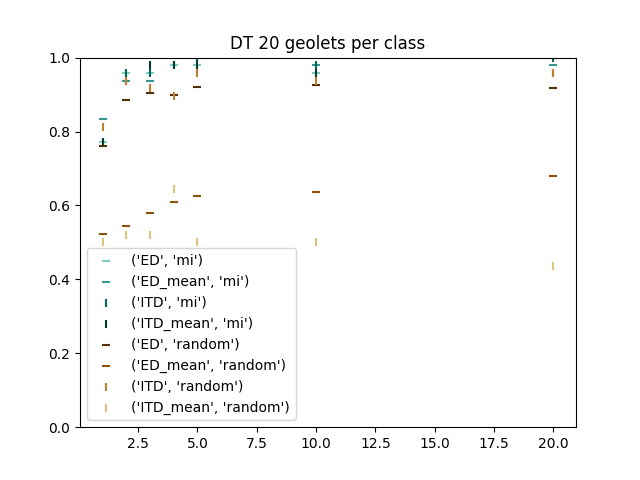 DT 20 geolets per class
1.0
0.8
0.6
0.4
0.2
0.0
('ED', 'mi')
('ED_mean', 'mi')
('ITD', 'mi')
('ITD_mean', 'mi')
('ED', 'random')
('ED_mean', 'random')
('ITD', 'random')
('ITD_mean', 'random')
2.5 5.0 7.5 10.0 12.5 15.0 17.5 20.0